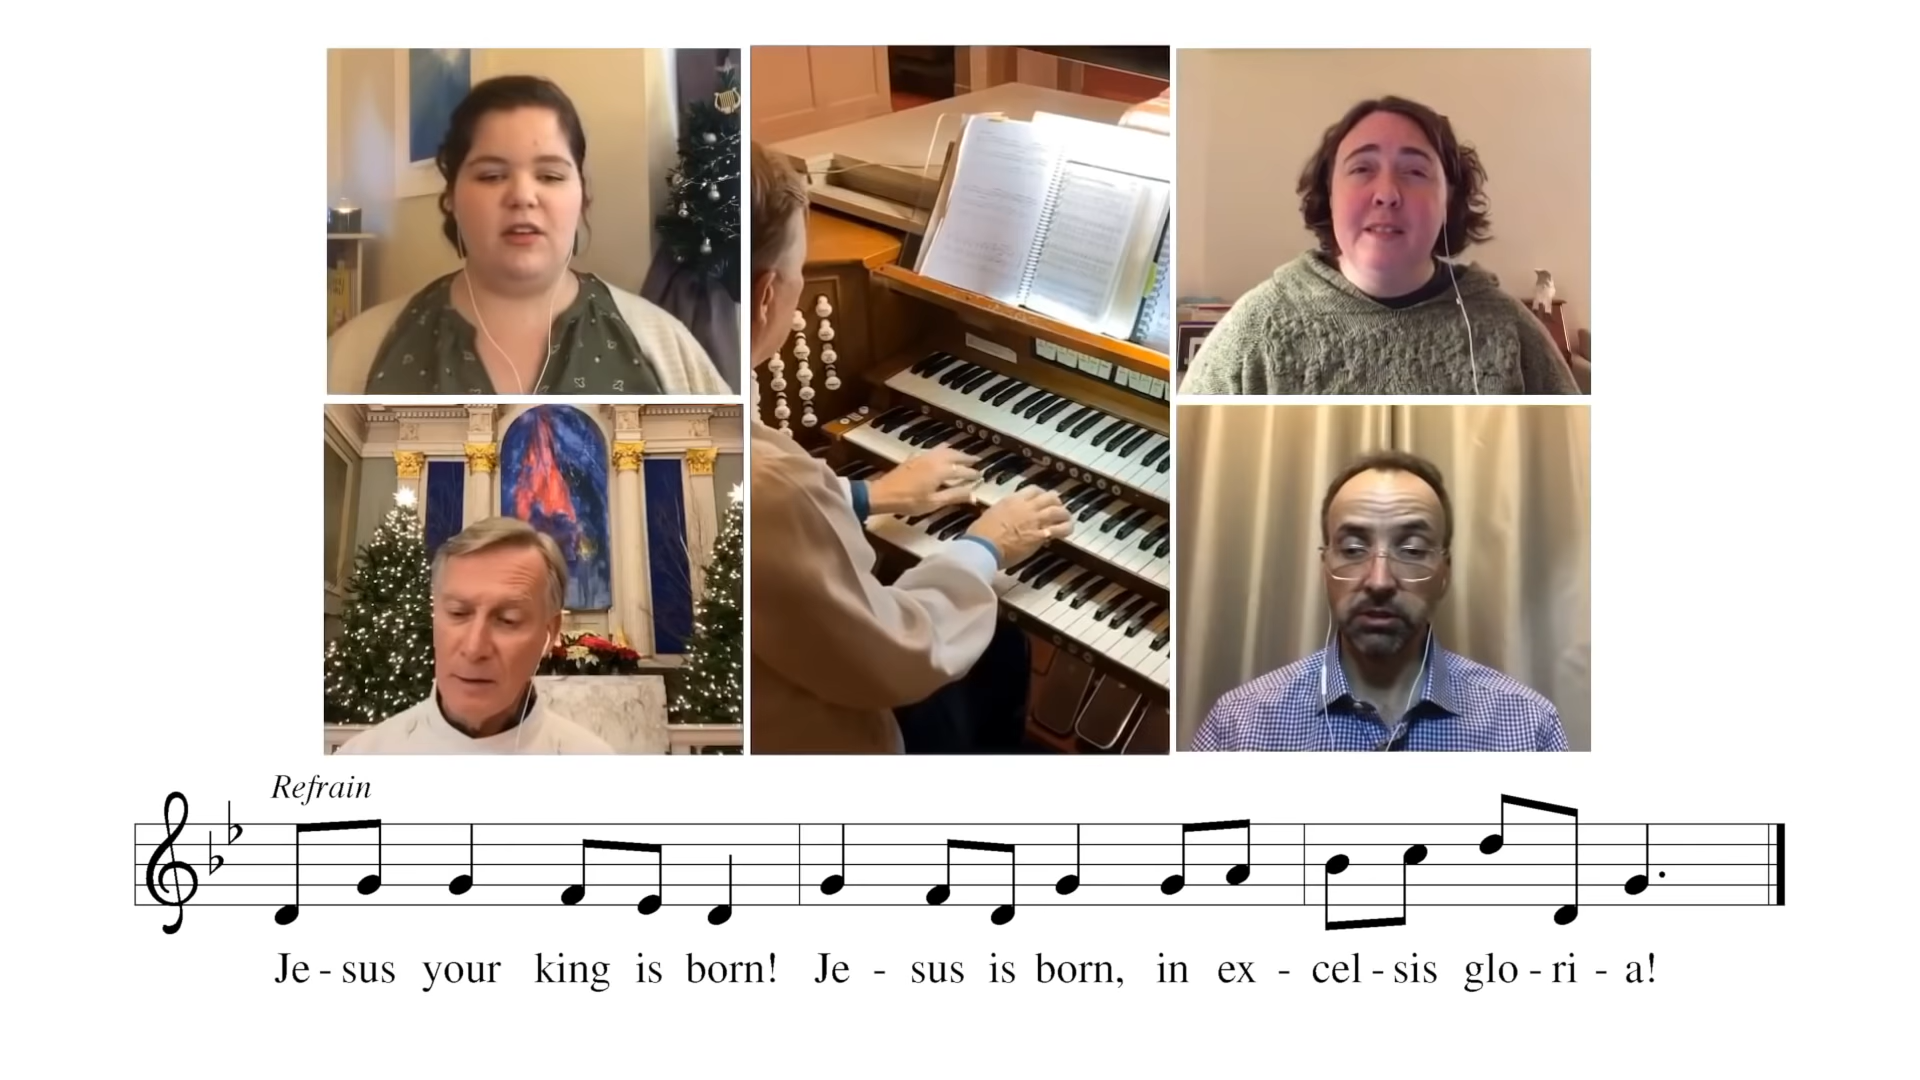 Refrain
Je - sus your king is born! Je - sus is born, in ex - cel - sis glo - ri - a!